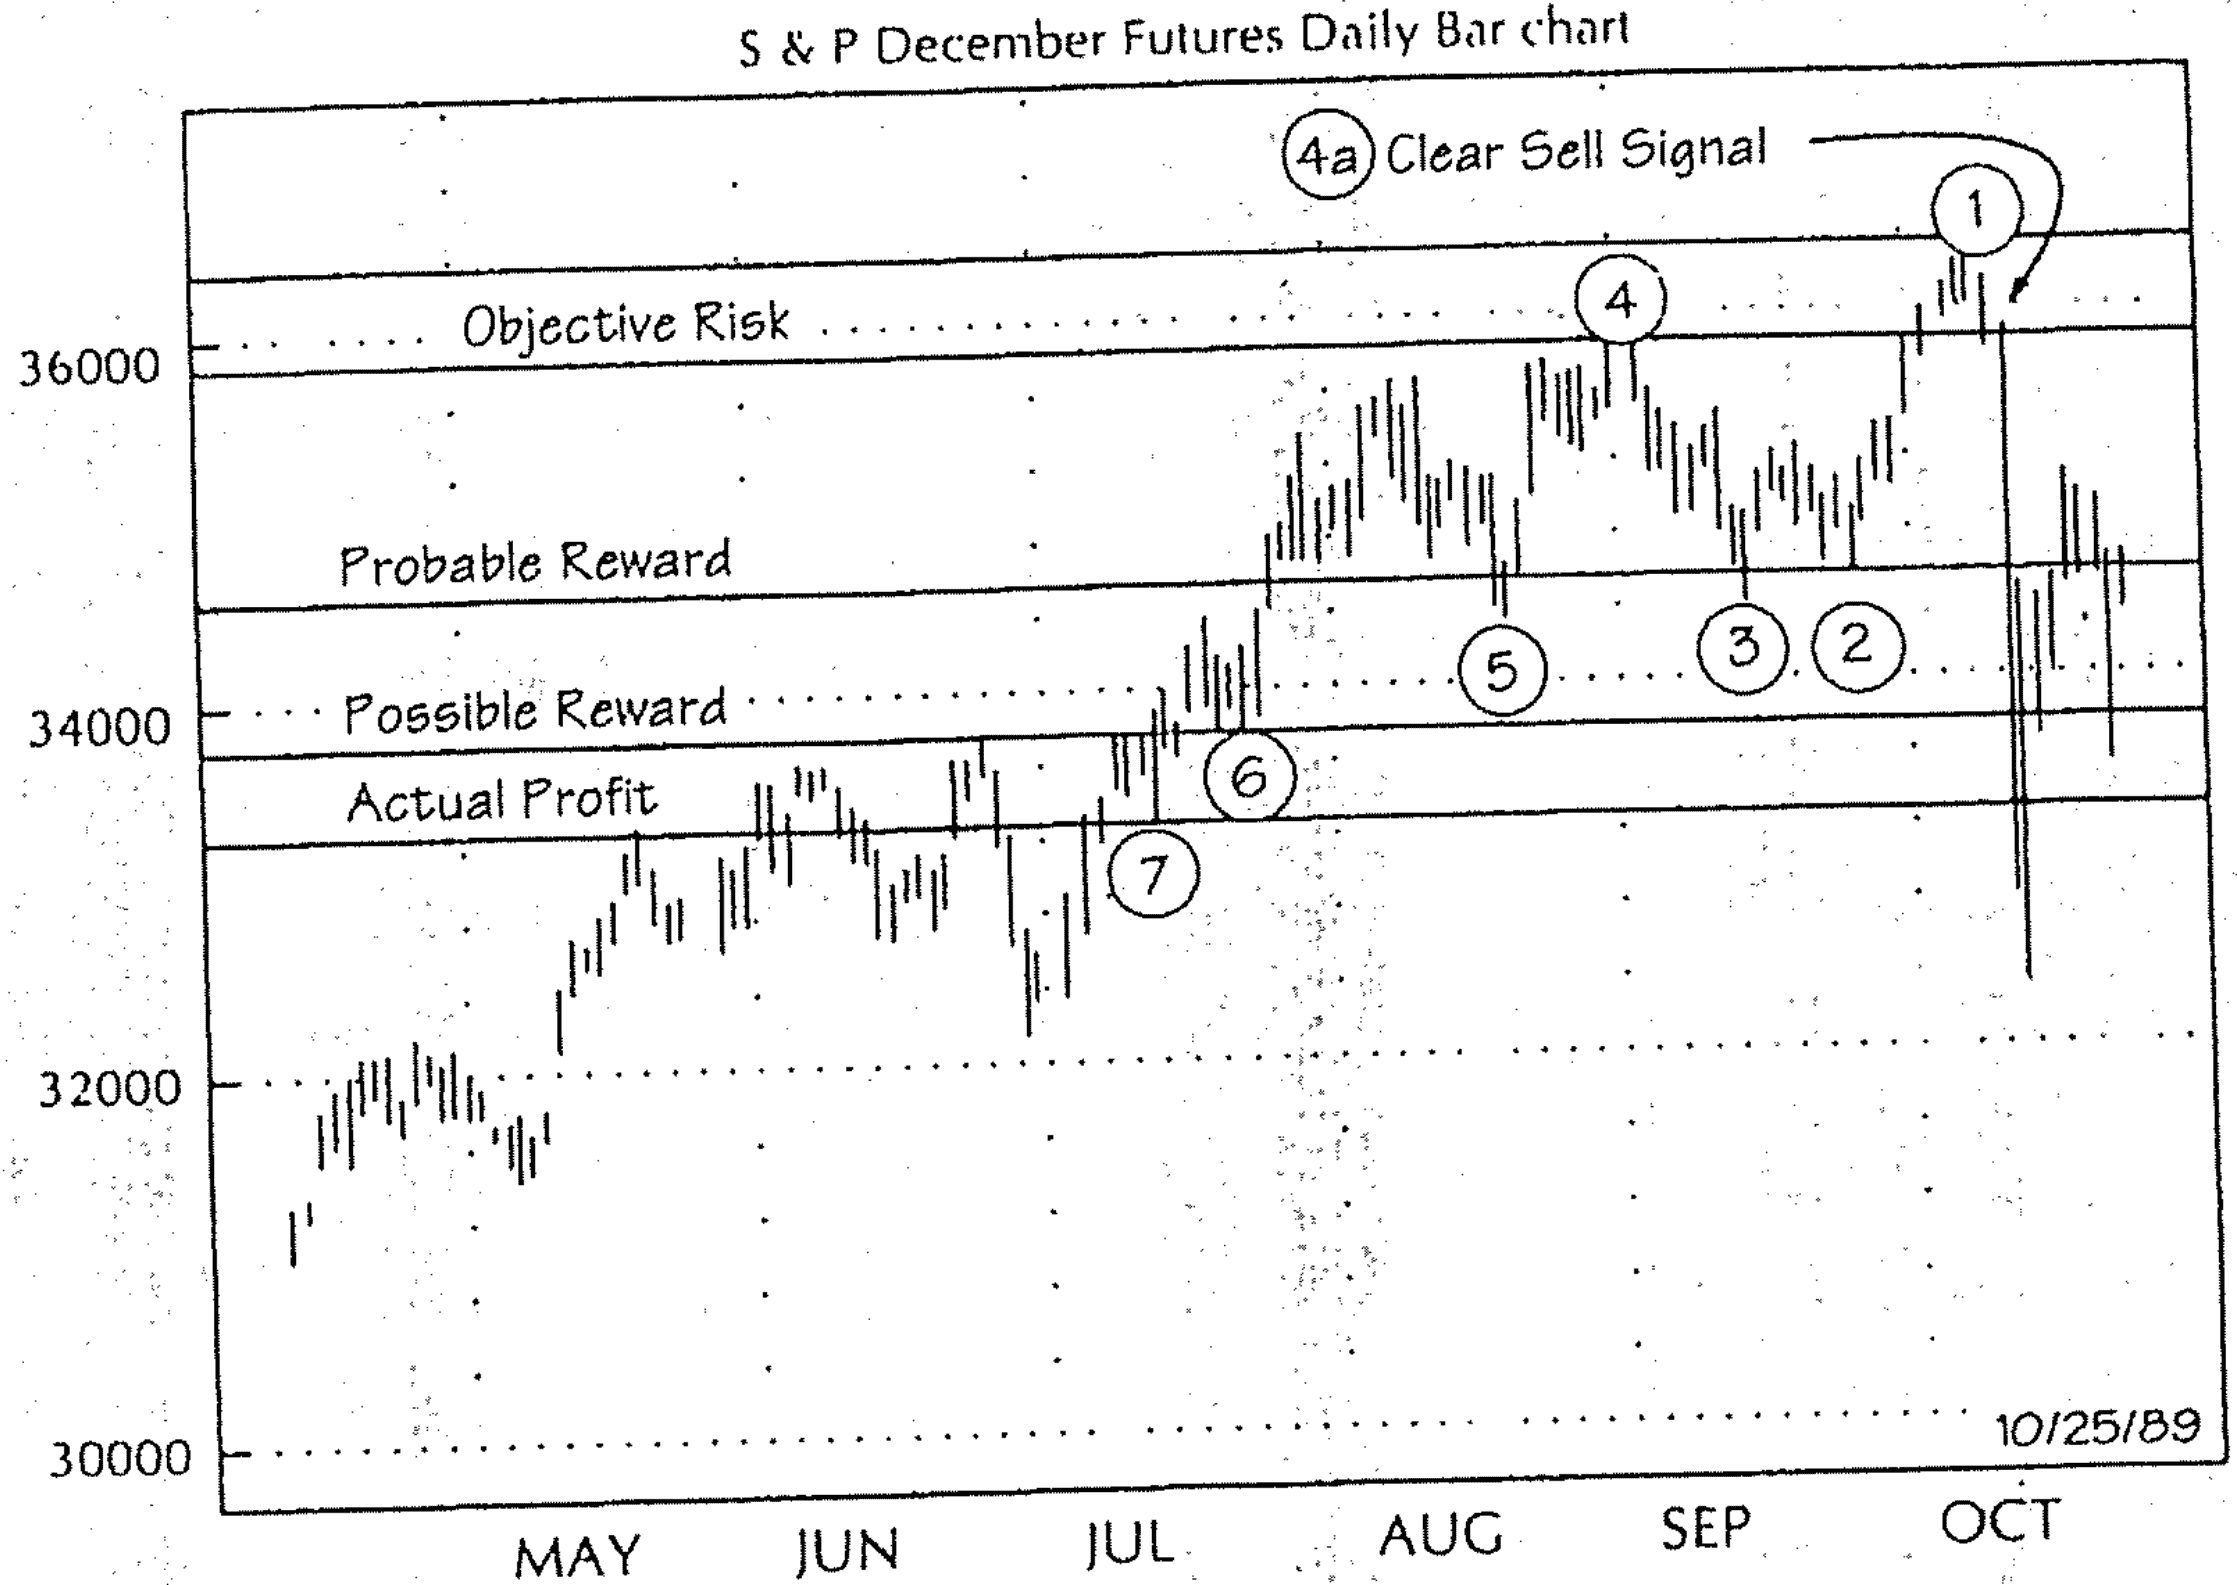 S & P December Futures Daily Bar chart
4a Clear Sell Signal
1
4
Objective Risk
36000
Probable Reward
5
3
2
Possible Reward
34000
6
Actual Profit
7
32000
30000
10/25/89
MAY JUN JUL AUG SEP OCT